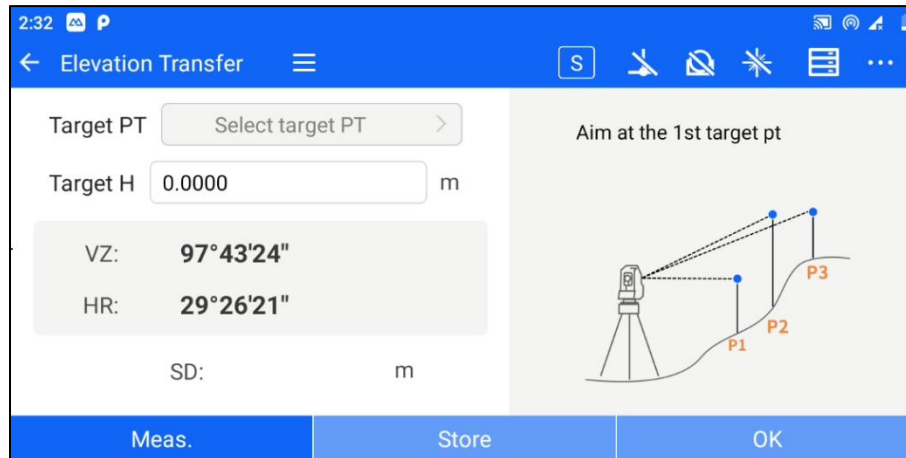 2:32
Elevation Transfer
S
Target PT Select target PT
Target H 0.0000 m
VZ: 97°43'24"
HR: 29°26'21"
SD: m
Meas. Store OK
Aim at the 1st target pt
P1
P2
P3